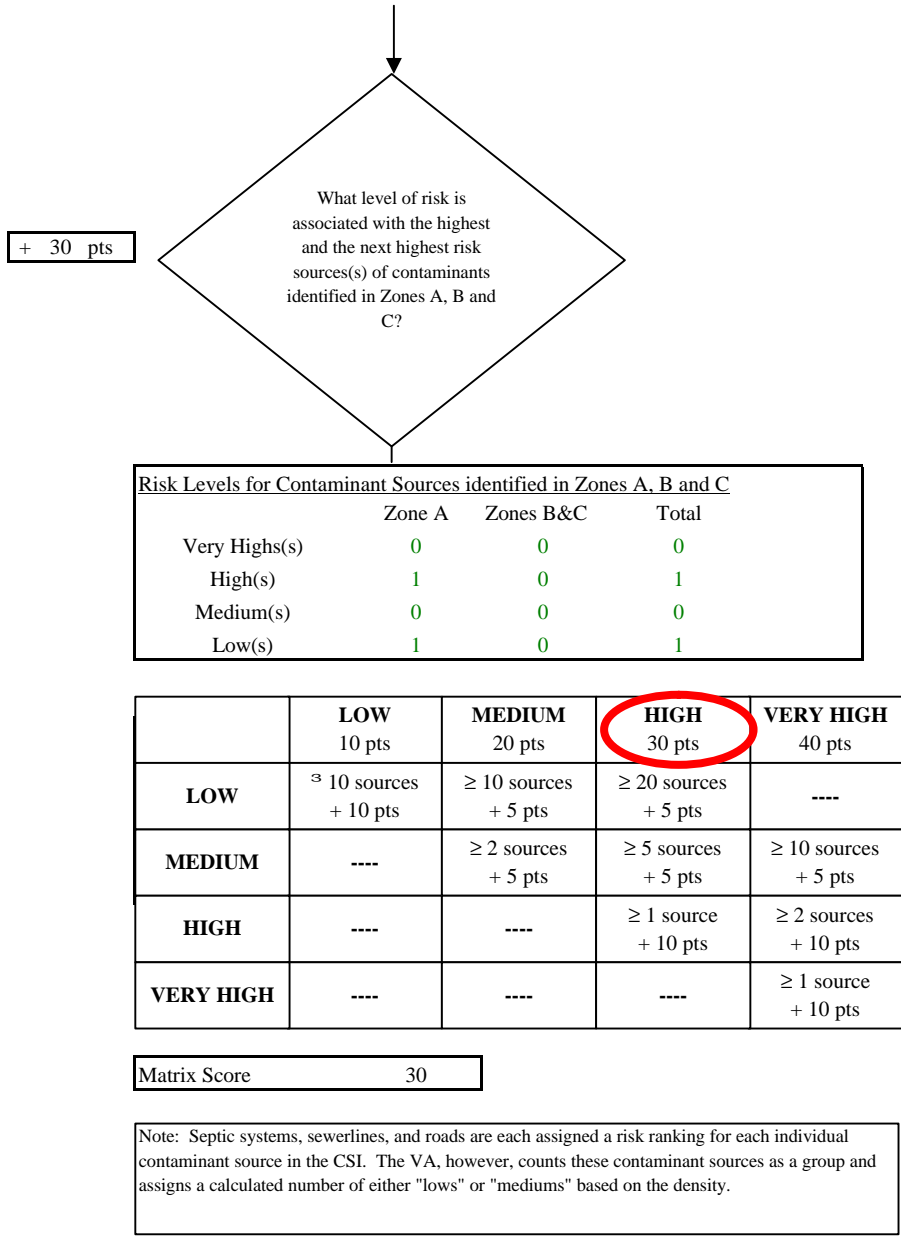 What level of risk is
associated with the highest
and the next highest risk
sources(s) of contaminants
identified in Zones A, B and
C?
+ 30 pts
Risk Levels for Contaminant Sources identified in Zones A, B and C
Zone A Zones B&C Total
Very Highs(s) 0 0 0
High(s) 1 0 1
Medium(s) 0 0 0
Low(s) 1 0 1
LOW MEDIUM HIGH VERY HIGH
10 pts 20 pts 30 pts 40 pts
LOW ³ 10 sources ≥ 10 sources ≥ 20 sources ----
+ 10 pts + 5 pts + 5 pts
MEDIUM ---- ≥ 2 sources ≥ 5 sources ≥ 10 sources
+ 5 pts + 5 pts + 5 pts
HIGH ---- ---- ≥ 1 source ≥ 2 sources
+ 10 pts + 10 pts
VERY HIGH ---- ---- ---- ≥ 1 source
+ 10 pts
Matrix Score 30
Note: Septic systems, sewerlines, and roads are each assigned a risk ranking for each individual
contaminant source in the CSI. The VA, however, counts these contaminant sources as a group and
assigns a calculated number of either "lows" or "mediums" based on the density.